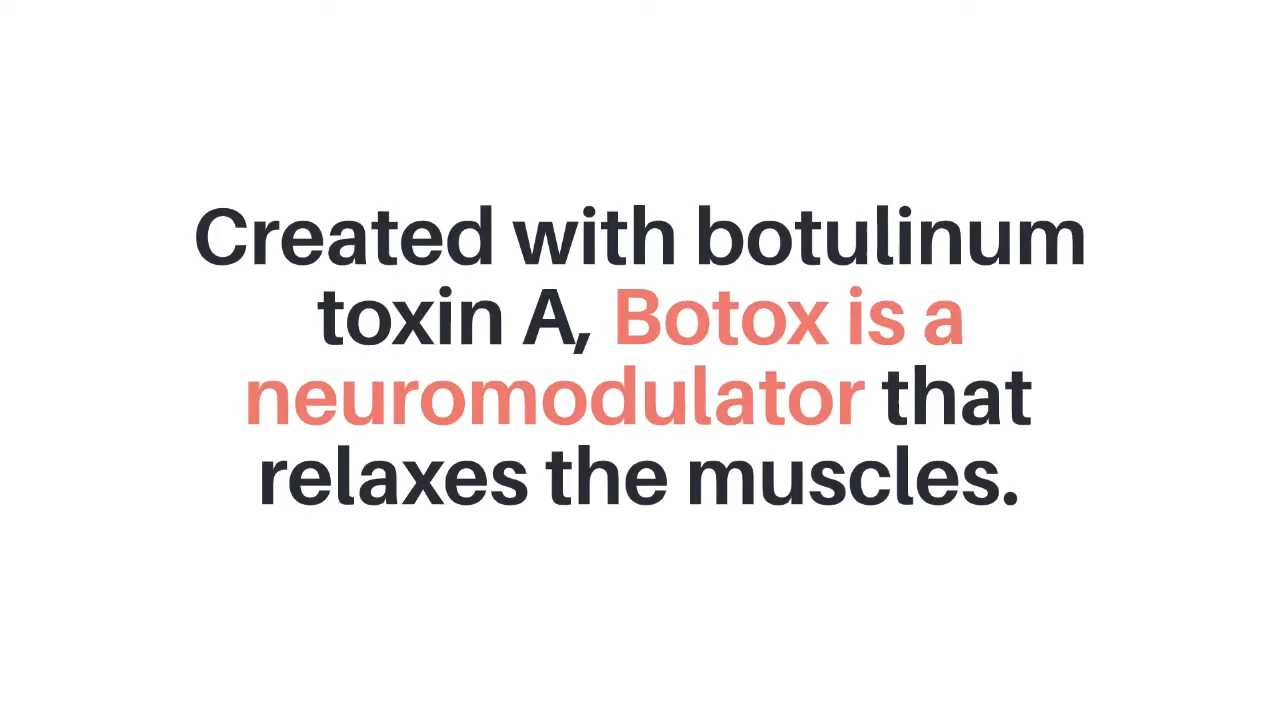 Created with botulinum
toxin A, Botox is a
neuromodulator that
relaxes the muscles.